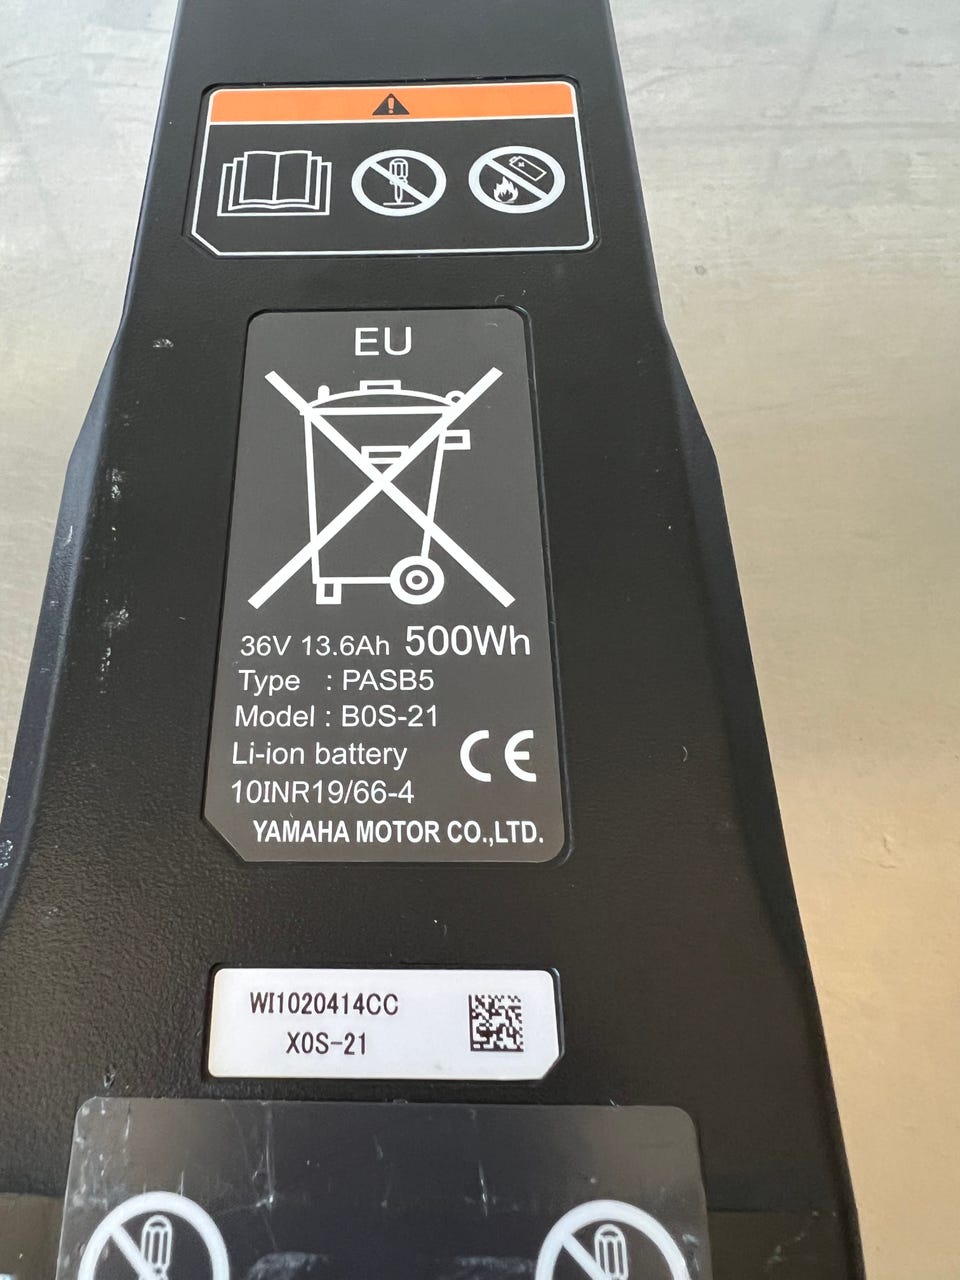 EU
36V 13.6Ah 500Wh
Type : PASB5
Model : B0S-21
Li-ion battery
10INR19/66-4
YAMAHA MOTOR CO.,LTD.
CE
WI1020414CC
X0S-21